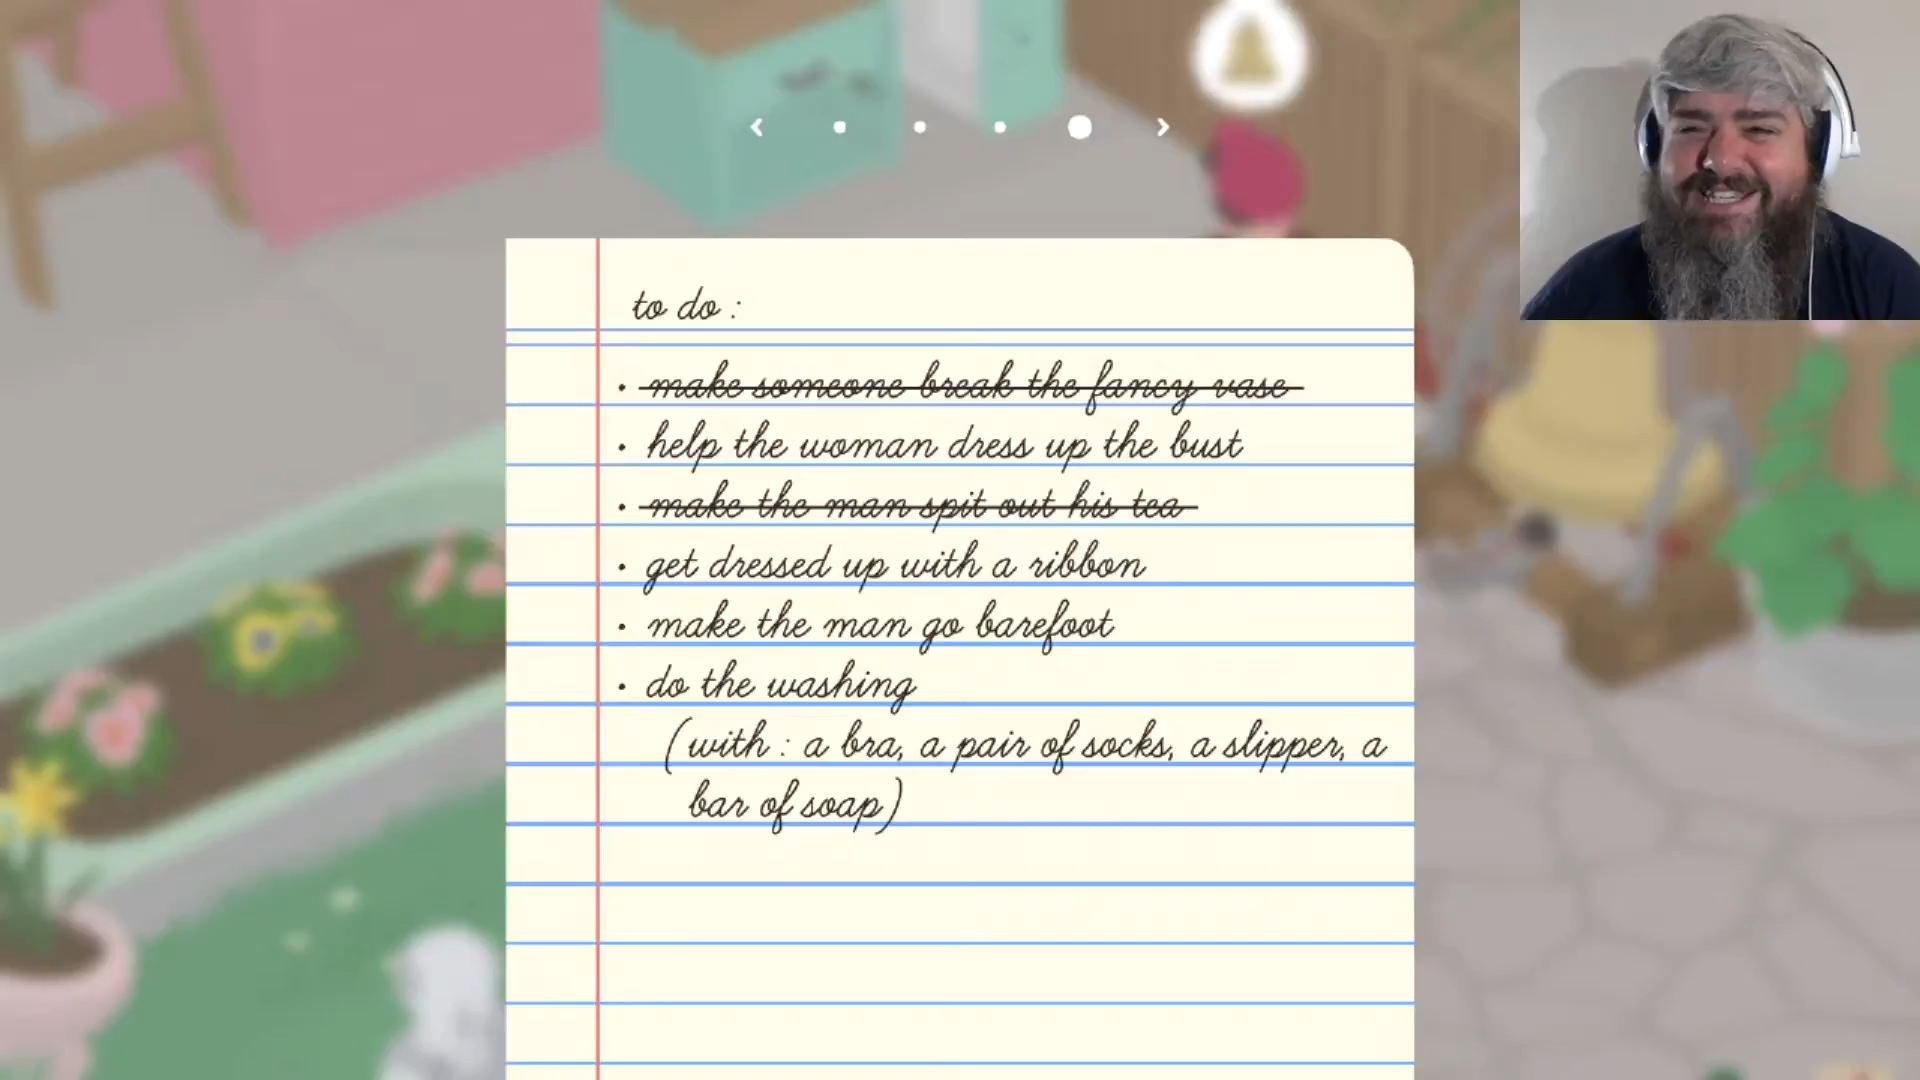 to do :
• make someone break the fancy vase
• help the woman dress up the bust
• make the man spit out his tea
• get dressed up with a ribbon
• make the man go barefoot
• do the washing
(with : a bra, a pair of socks, a slipper, a
bar of soap)